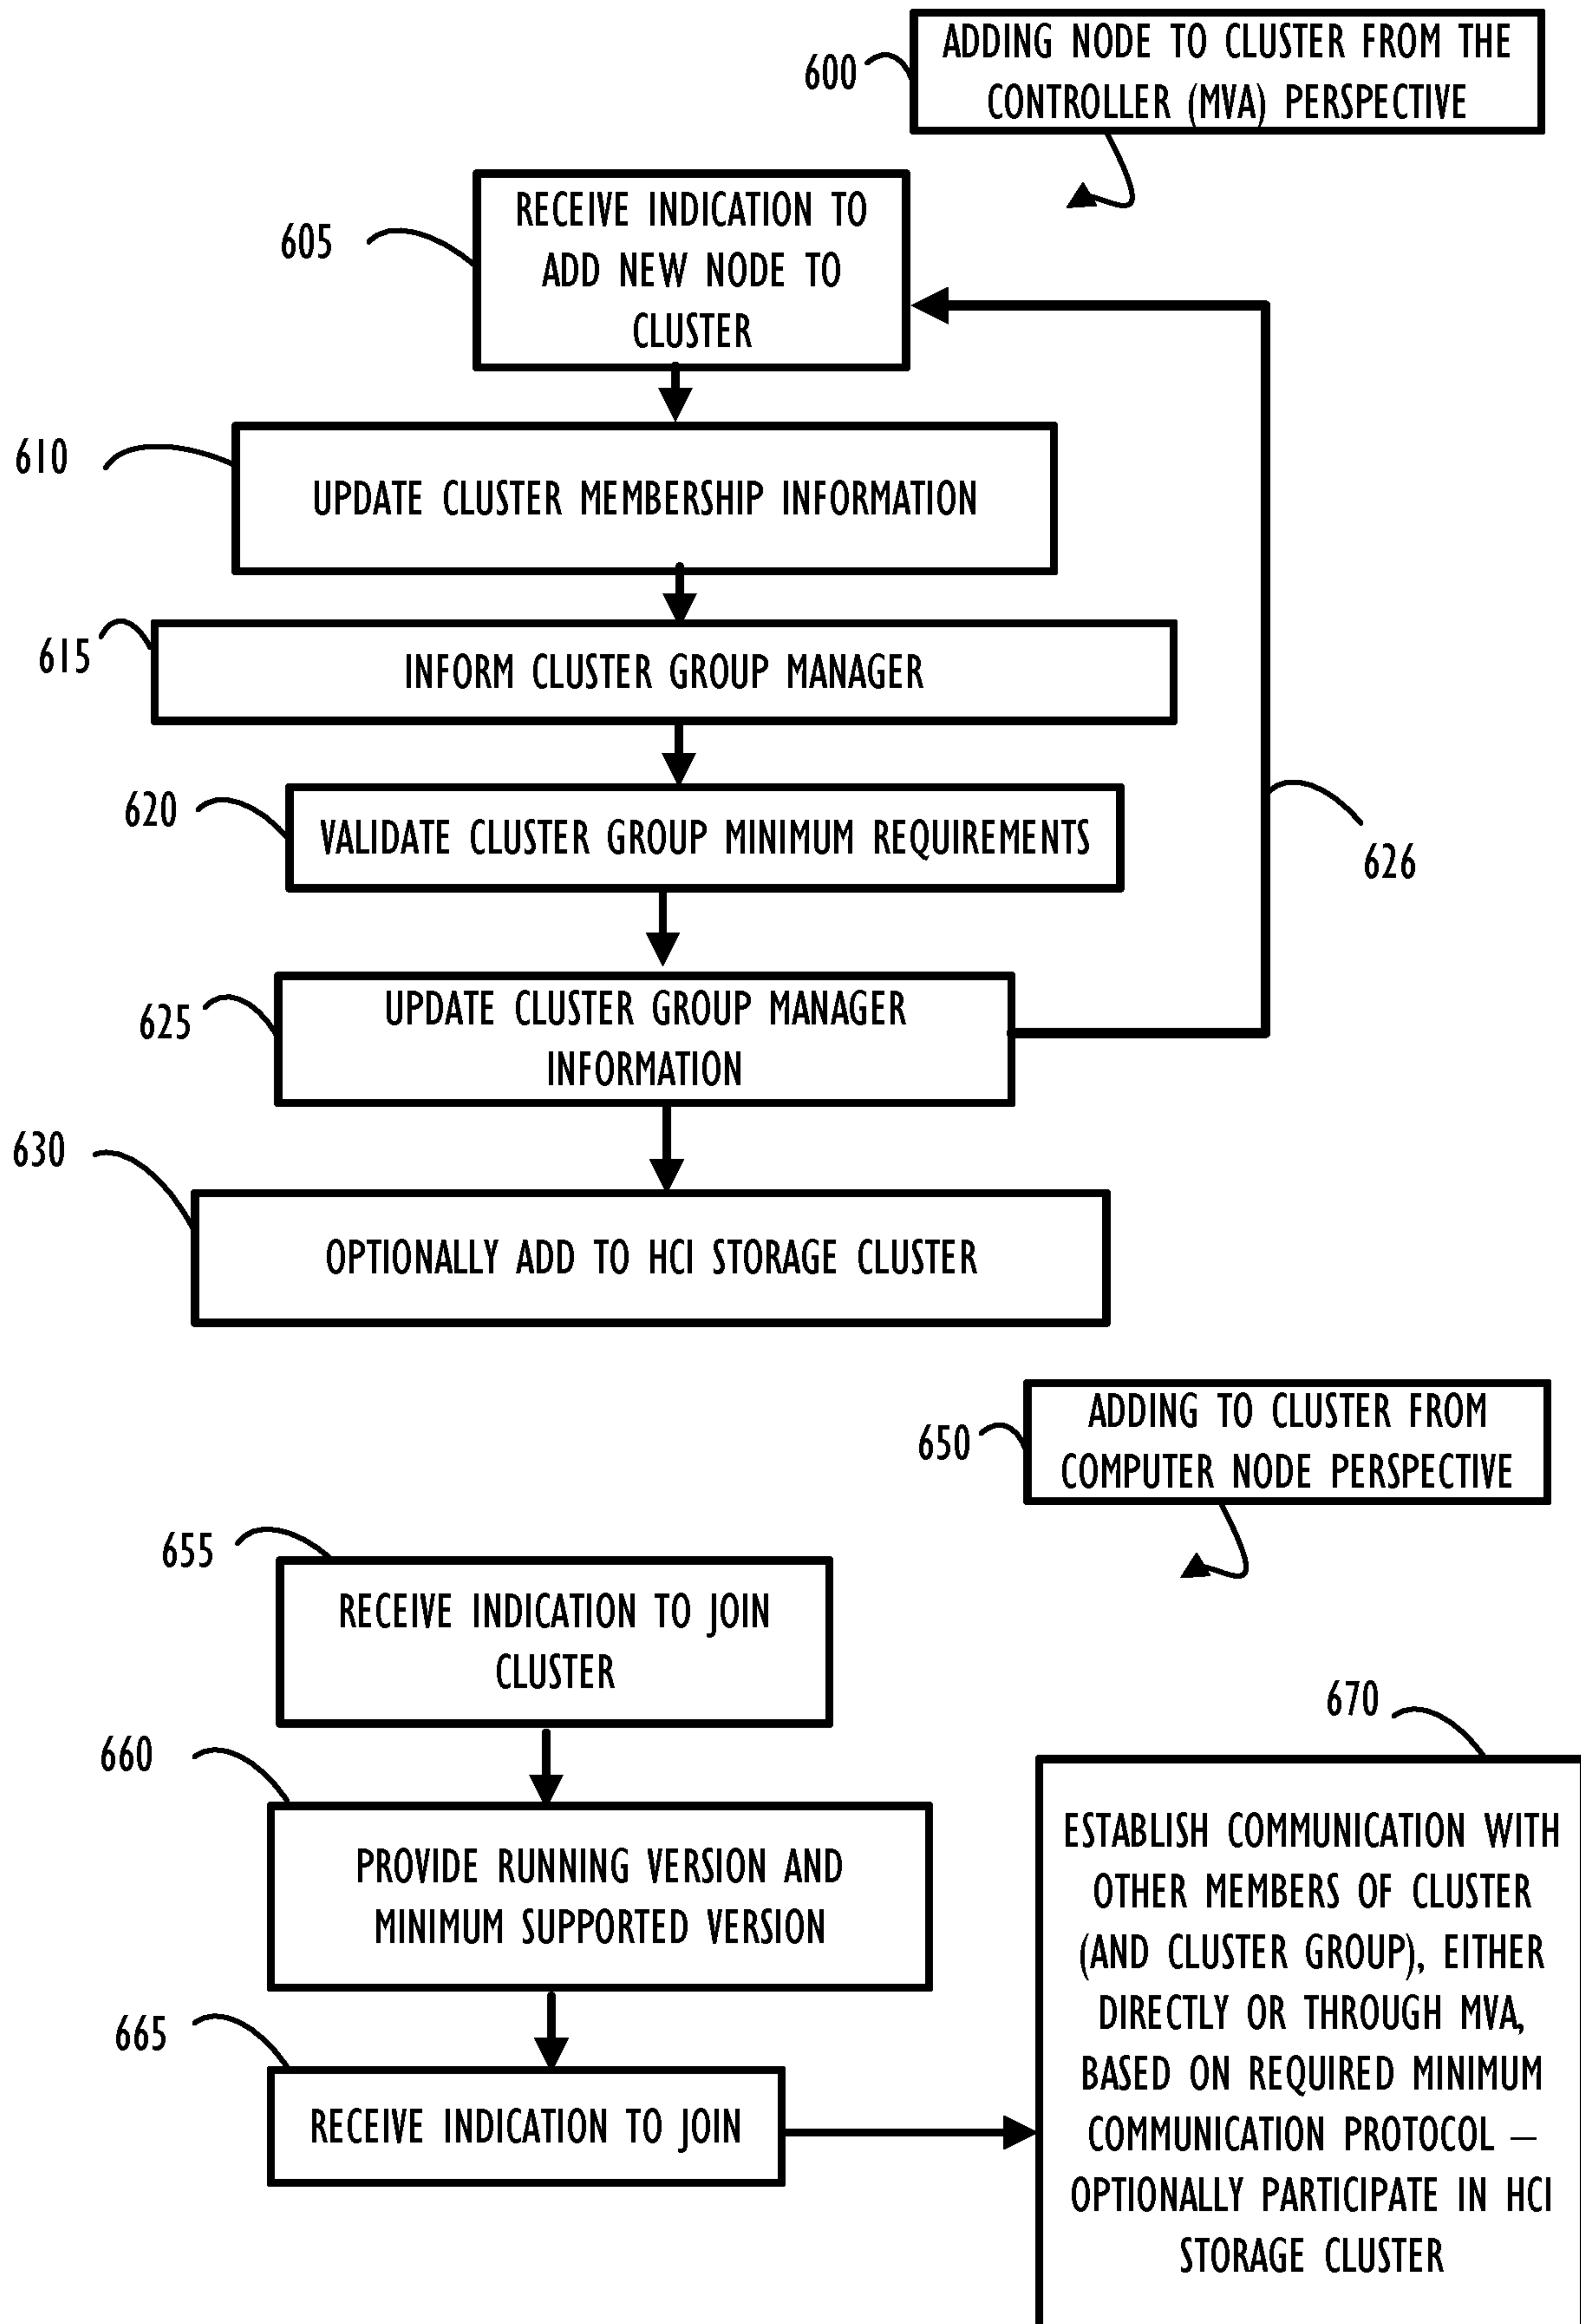 600
ADDING NODE TO CLUSTER FROM THE
CONTROLLER (MVA) PERSPECTIVE
605
RECEIVE INDICATION TO
ADD NEW NODE TO
CLUSTER
610
UPDATE CLUSTER MEMBERSHIP INFORMATION
615
INFORM CLUSTER GROUP MANAGER
620
VALIDATE CLUSTER GROUP MINIMUM REQUIREMENTS
626
625
UPDATE CLUSTER GROUP MANAGER
INFORMATION
630
OPTIONALLY ADD TO HCI STORAGE CLUSTER
650
ADDING TO CLUSTER FROM
COMPUTER NODE PERSPECTIVE
655
RECEIVE INDICATION TO JOIN
CLUSTER
660
PROVIDE RUNNING VERSION AND
MINIMUM SUPPORTED VERSION
665
RECEIVE INDICATION TO JOIN
670
ESTABLISH COMMUNICATION WITH
OTHER MEMBERS OF CLUSTER
(AND CLUSTER GROUP), EITHER
DIRECTLY OR THROUGH MVA,
BASED ON REQUIRED MINIMUM
COMMUNICATION PROTOCOL –
OPTIONALLY PARTICIPATE IN HCI
STORAGE CLUSTER